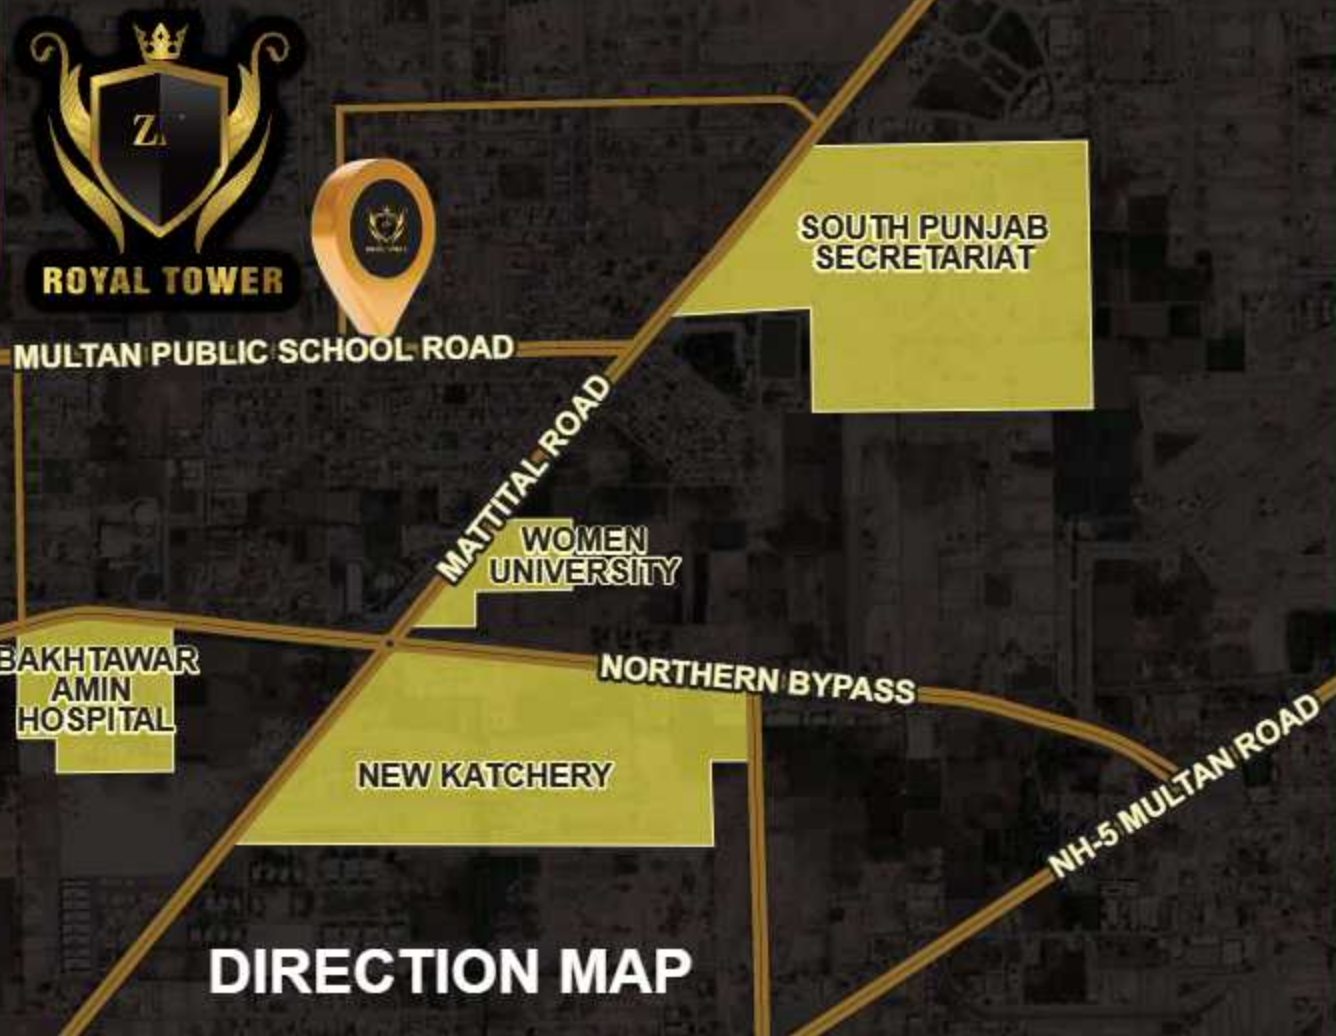 ROYAL TOWER
SOUTH PUNJAB
SECRETARIAT
MULTAN PUBLIC SCHOOL ROAD
MATTITAL ROAD
WOMEN
UNIVERSITY
BAKHTAWAR
AMIN
HOSPITAL
NORTHERN BYPASS
NEW KATCHERY
NH-5 MULTAN ROAD
DIRECTION MAP